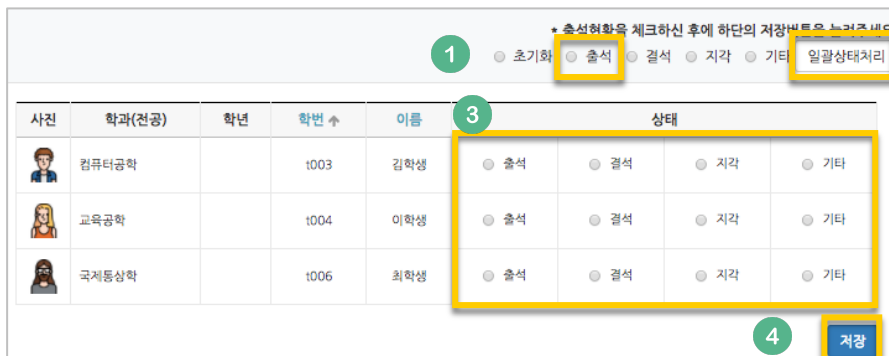 * 출석현황을 체크하신 후에 하단의 저장버튼을 눌러주세요
1 초기화 출석 결석 지각 기타 일괄상태처리
사진 학과(전공) 학년 학번 이름 3 상태
컴퓨터공학 t003 김학생 출석 결석 지각 기타
교육공학 t004 이학생 출석 결석 지각 기타
국제통상학 t006 최학생 출석 결석 지각 기타
4 저장